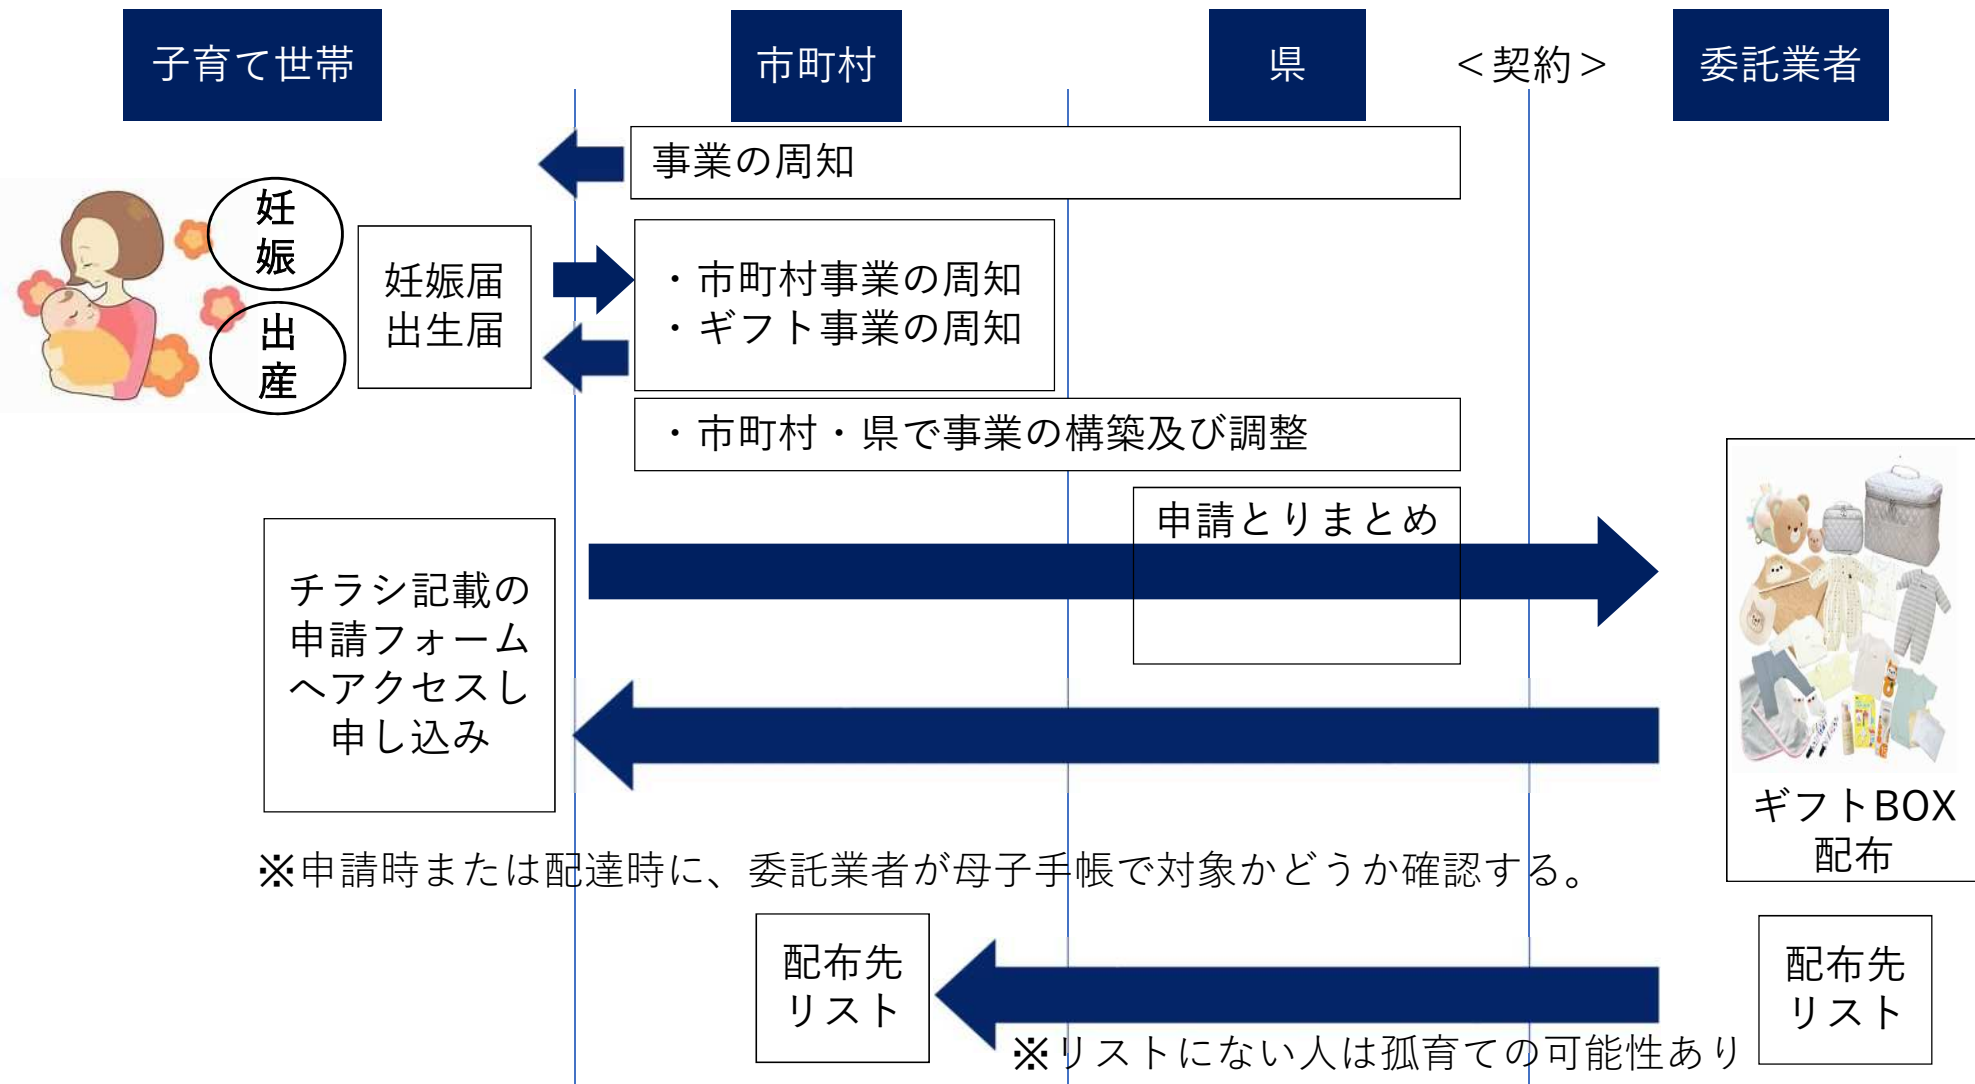 子育て世帯
市町村
県
＜契約＞
委託業者
事業の周知
妊
娠
出
産
妊娠届
出生届
・市町村事業の周知
・ギフト事業の周知
・市町村・県で事業の構築及び調整
申請とりまとめ
チラシ記載の
申請フォーム
へアクセスし
申し込み
ギフトBOX
配布
※申請時または配達時に、委託業者が母子手帳で対象かどうか確認する。
配布先
リスト
配布先
リスト
※リストにない人は孤育ての可能性あり